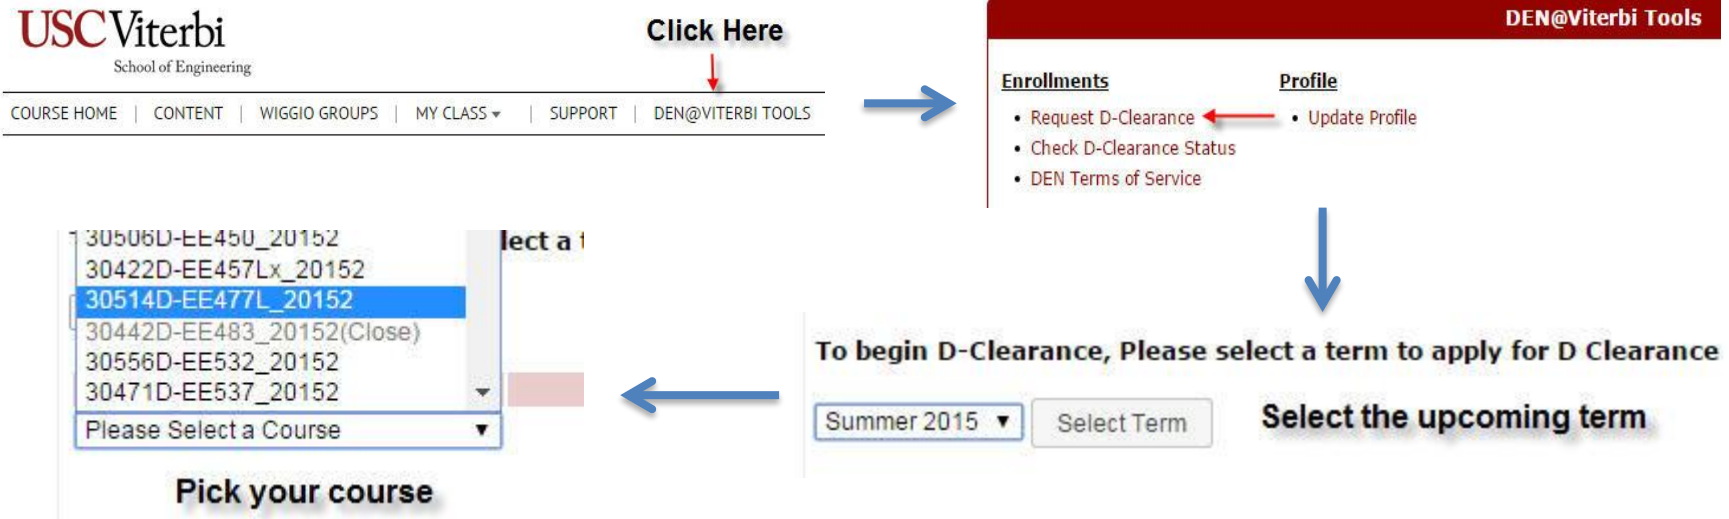 USC Viterbi
School of Engineering
Click Here
COURSE HOME | CONTENT | WIGGIO GROUPS | MY CLASS ▾ | SUPPORT | DEN@VITERBI TOOLS
DEN@Viterbi Tools
Enrollments
• Request D-Clearance
• Check D-Clearance Status
• DEN Terms of Service
Profile
• Update Profile
To begin D-Clearance, Please select a term to apply for D Clearance
Summer 2015 ▼ Select Term
Select the upcoming term
30506D-EE450_20152
30422D-EE457Lx_20152
30514D-EE477L_20152
30442D-EE483_20152(Close)
30556D-EE532_20152
30471D-EE537_20152
Please Select a Course ▼
lect a
Pick your course